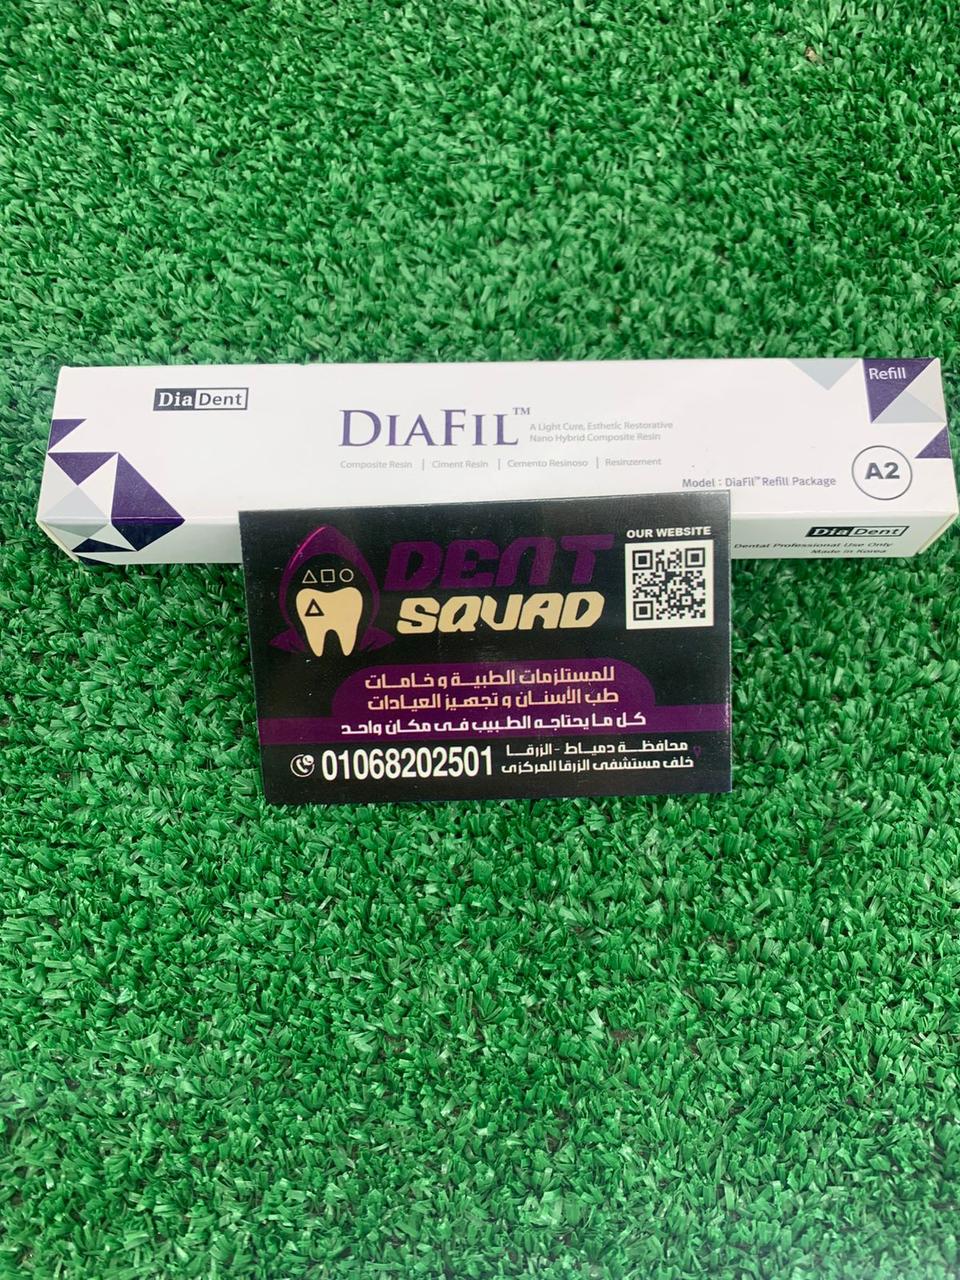 Refill
DiaDent
DIAFIL™
A Light Cure, Esthetic Restorative
Nano Hybrid Composite Resin
Composite Resin | Ciment Resin | Cemento Resinoso | Resinzement
Model : DiaFil™ Refill Package
A2
DiaDent
Dental Professional Use Only
Made in Korea
OUR WEBSITE
DENT
SQUAD
للمستلزمات الطبية و خامات
طب الأسنان و تجهيز العيادات
كل ما يحتاجه الطبيب فى مكان واحد
محافظة دمياط - الزرقا
خلف مستشفى الزرقا المركزى
01068202501